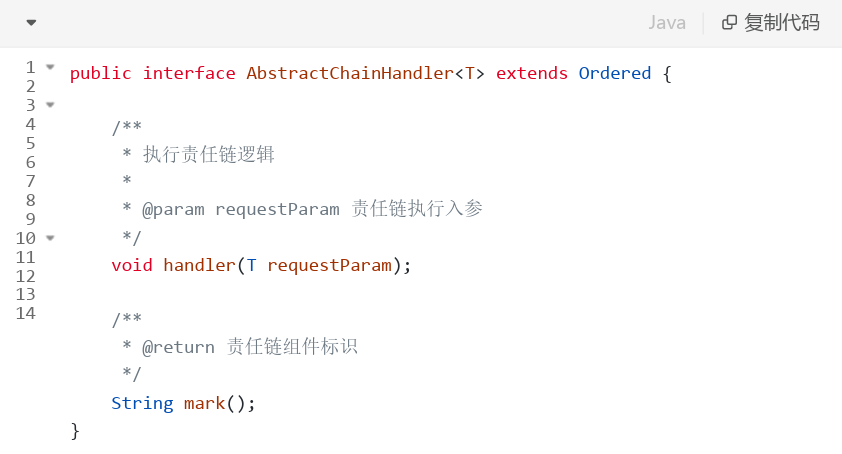 Java 复制代码
1 public interface AbstractChainHandler<T> extends Ordered {
2
3     /**
4      * 执行责任链逻辑
5      *
6      * @param requestParam 责任链执行入参
7      */
8     void handler(T requestParam);
9
10     /**
11      * @return 责任链组件标识
12      */
13     String mark();
14 }